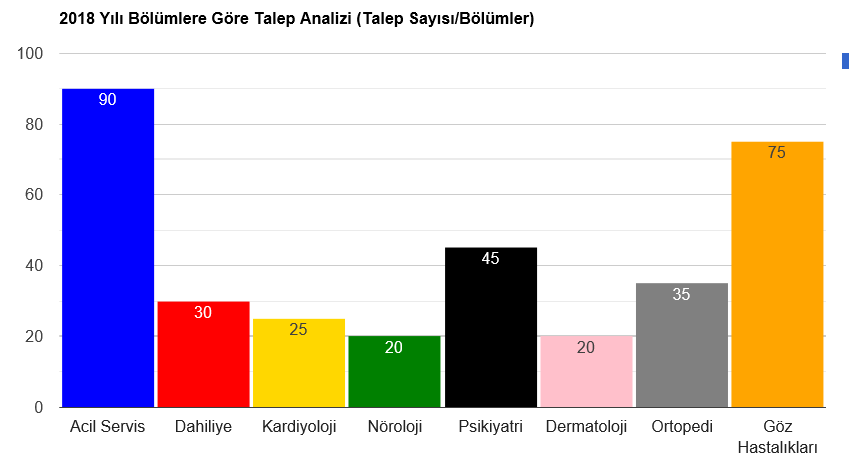 2018 Yılı Bölümlere Göre Talep Analizi (Talep Sayısı/Bölümler)
100
80
60
40
20
0
90
30
25
20
45
20
35
75
Acil Servis
Dahiliye
Kardiyoloji
Nöroloji
Psikiyatri
Dermatoloji
Ortopedi
Göz
Hastalıkları